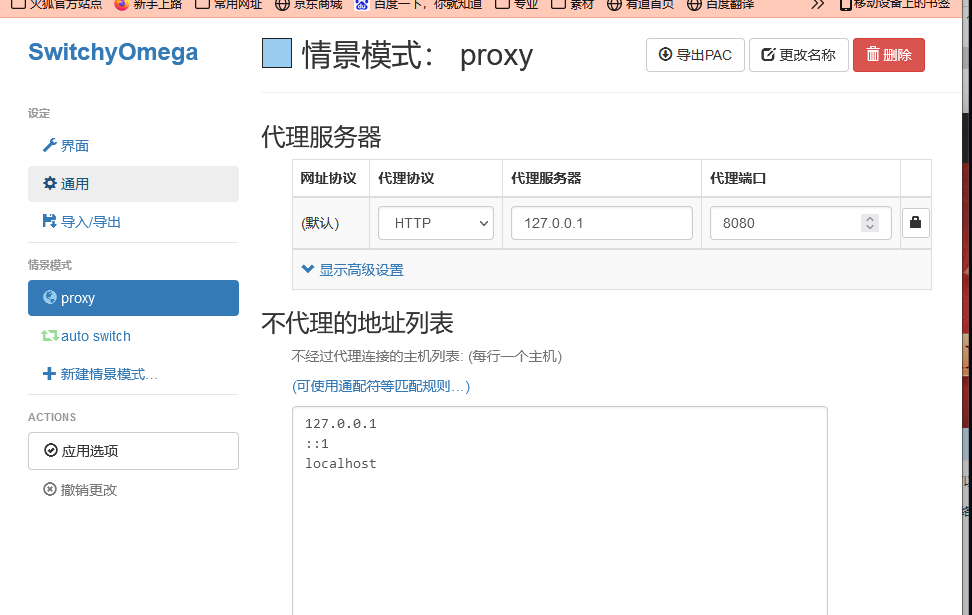 火狐官方站点 新手上路 常用网址 京东商城 百度一下，你就知道 专业 素材 有道首页 百度翻译 移动设备上的书签
SwitchyOmega
情景模式： proxy
导出PAC 更改名称 删除
设定
界面
通用
导入/导出
情景模式
proxy
auto switch
新建情景模式…
ACTIONS
应用选项
撤销更改
代理服务器
网址协议 代理协议 代理服务器 代理端口
(默认) HTTP 127.0.0.1 8080
显示高级设置
不代理的地址列表
不经过代理连接的主机列表: (每行一个主机)
(可使用通配符等匹配规则…)
127.0.0.1
::1
localhost